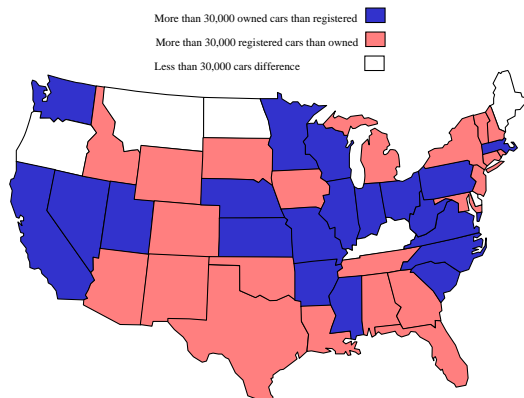 More than 30,000 owned cars than registered
More than 30,000 registered cars than owned
Less than 30,000 cars difference